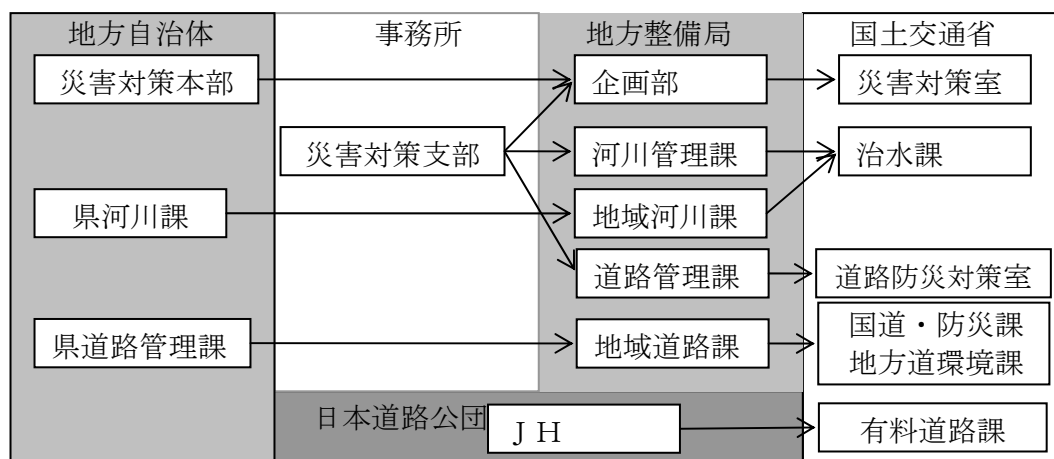 地方自治体
事務所
地方整備局
国土交通省
災害対策本部
企画部
災害対策室
災害対策支部
河川管理課
治水課
県河川課
地域河川課
道路管理課
道路防災対策室
県道路管理課
地域道路課
国道・防災課
地方道環境課
日本道路公団
ＪＨ
有料道路課